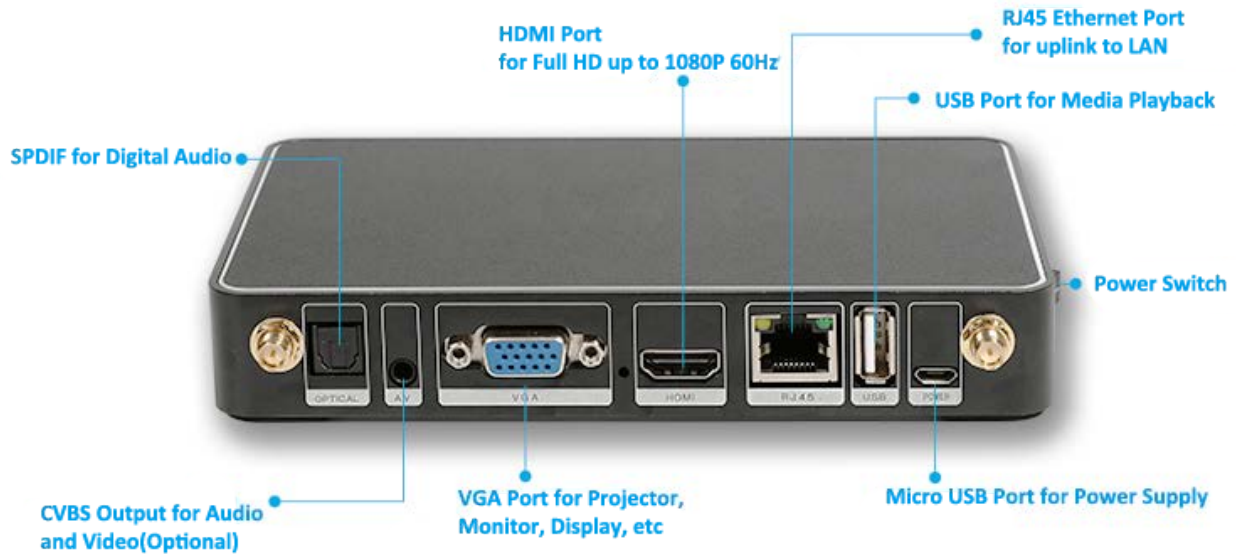 HDMI Port
for Full HD up to 1080P 60Hz
RJ45 Ethernet Port
for uplink to LAN
USB Port for Media Playback
SPDIF for Digital Audio
Power Switch
OPTICAL
AV
VGA
HDMI
RJ45
USB
POWER
CVBS Output for Audio
and Video(Optional)
VGA Port for Projector,
Monitor, Display, etc
Micro USB Port for Power Supply